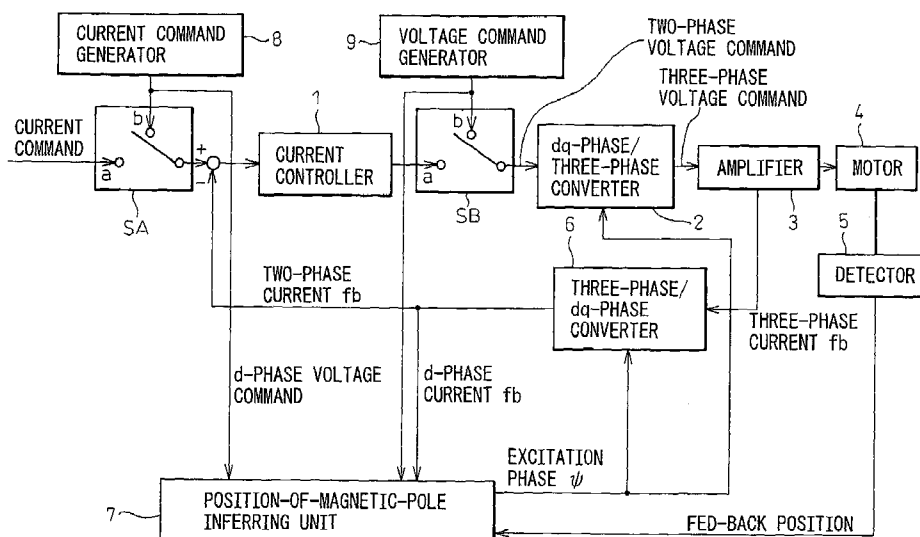 CURRENT COMMAND
GENERATOR
8
9
VOLTAGE COMMAND
GENERATOR
TWO-PHASE
VOLTAGE COMMAND
THREE-PHASE
VOLTAGE COMMAND
CURRENT
COMMAND
b
a
+
-
SA
1
CURRENT
CONTROLLER
b
a
SB
dq-PHASE/
THREE-PHASE
CONVERTER
2
AMPLIFIER
3
4
MOTOR
5
DETECTOR
6
THREE-PHASE/
dq-PHASE
CONVERTER
TWO-PHASE
CURRENT fb
THREE-PHASE
CURRENT fb
d-PHASE VOLTAGE
COMMAND
d-PHASE
CURRENT fb
EXCITATION
PHASE ψ
7
POSITION-OF-MAGNETIC-POLE
INFERRING UNIT
FED-BACK POSITION